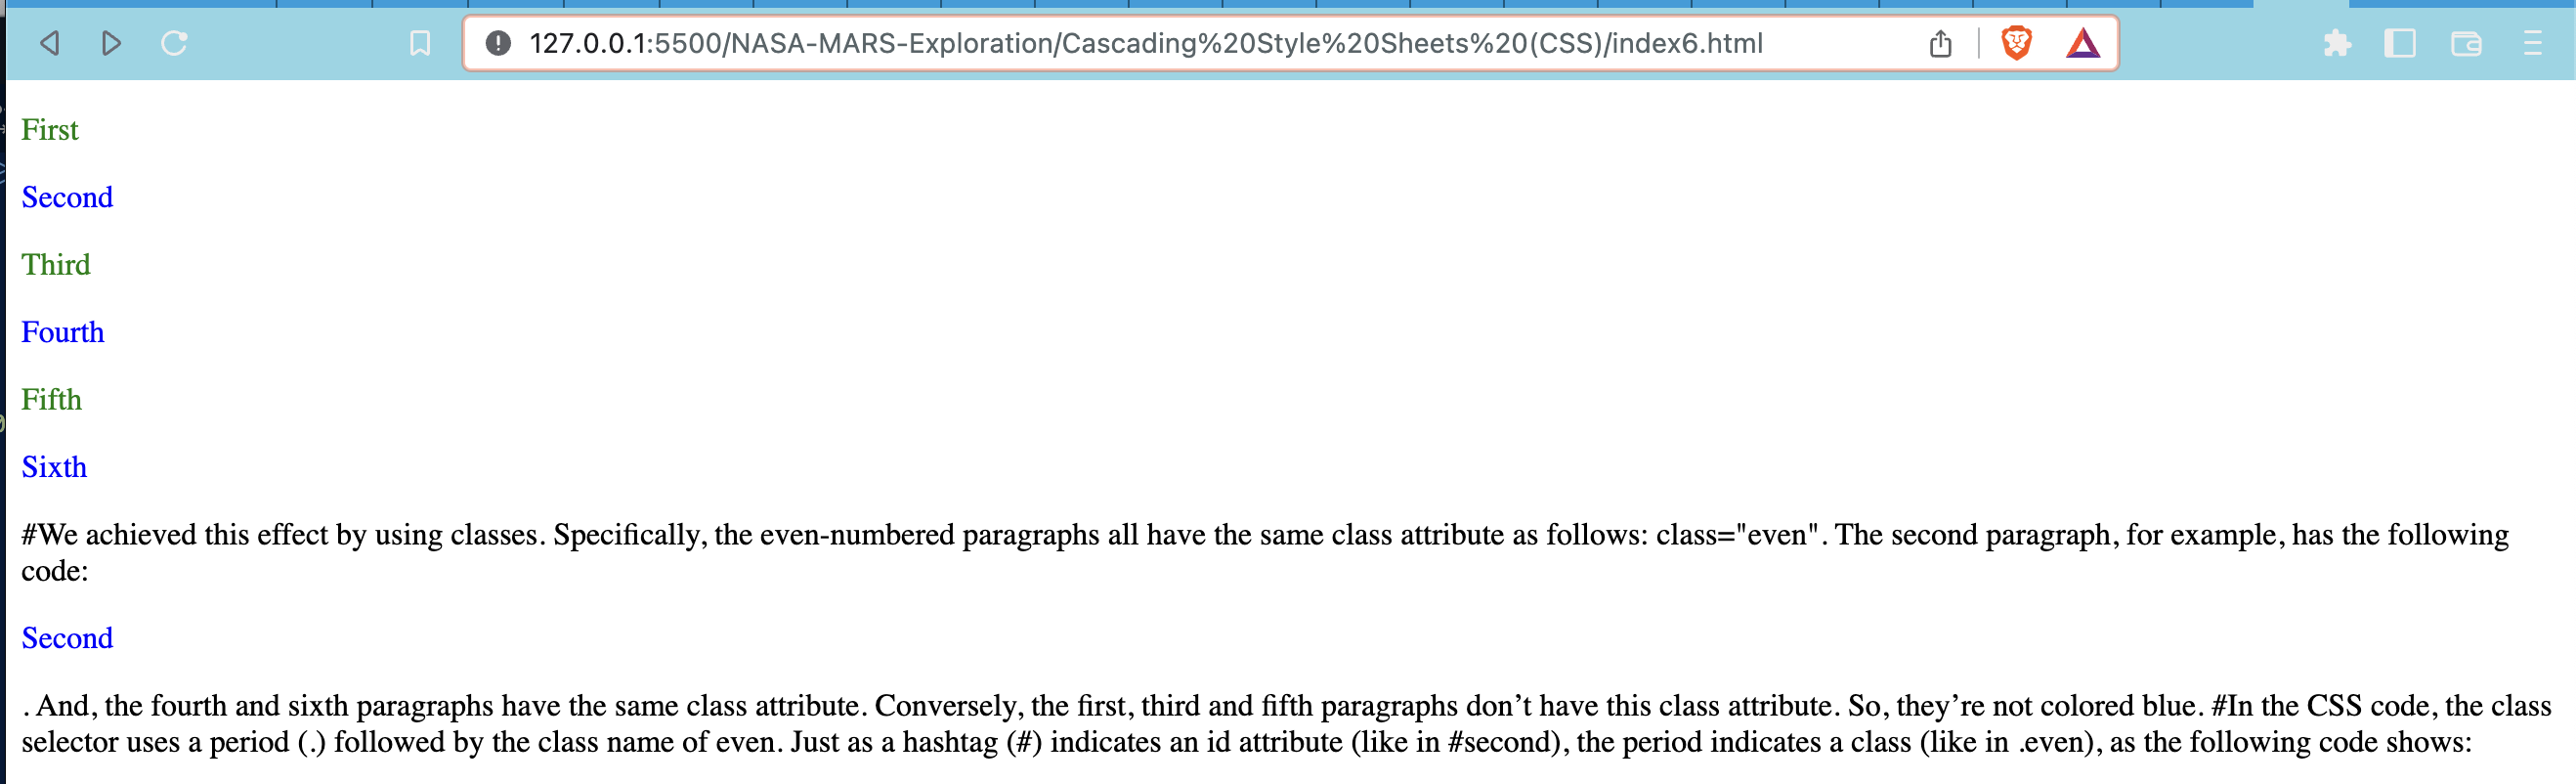 127.0.0.1:5500/NASA-MARS-Exploration/Cascading%20Style%20Sheets%20(CSS)/index6.html
First
Second
Third
Fourth
Fifth
Sixth
#We achieved this effect by using classes. Specifically, the even-numbered paragraphs all have the same class attribute as follows: class="even". The second paragraph, for example, has the following
code:
Second
. And, the fourth and sixth paragraphs have the same class attribute. Conversely, the first, third and fifth paragraphs don’t have this class attribute. So, they’re not colored blue. #In the CSS code, the class
selector uses a period (.) followed by the class name of even. Just as a hashtag (#) indicates an id attribute (like in #second), the period indicates a class (like in .even), as the following code shows: